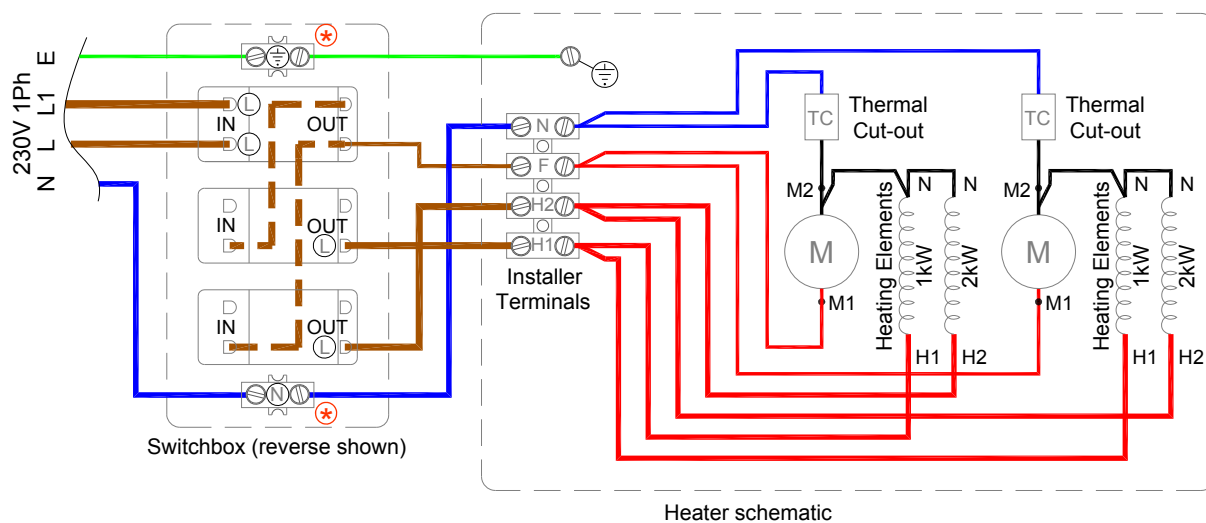 230V 1Ph
E
L1
L
N
*
L
L
IN
OUT
IN
OUT
L
IN
OUT
L
N
*
Switchbox (reverse shown)
N
F
H2
H1
Installer
Terminals
TC
Thermal
Cut-out
M2
M
M1
Heating Elements
N
N
1kW
2kW
H1
H2
TC
Thermal
Cut-out
M2
M
M1
Heating Elements
N
N
1kW
2kW
H1
H2
Heater schematic